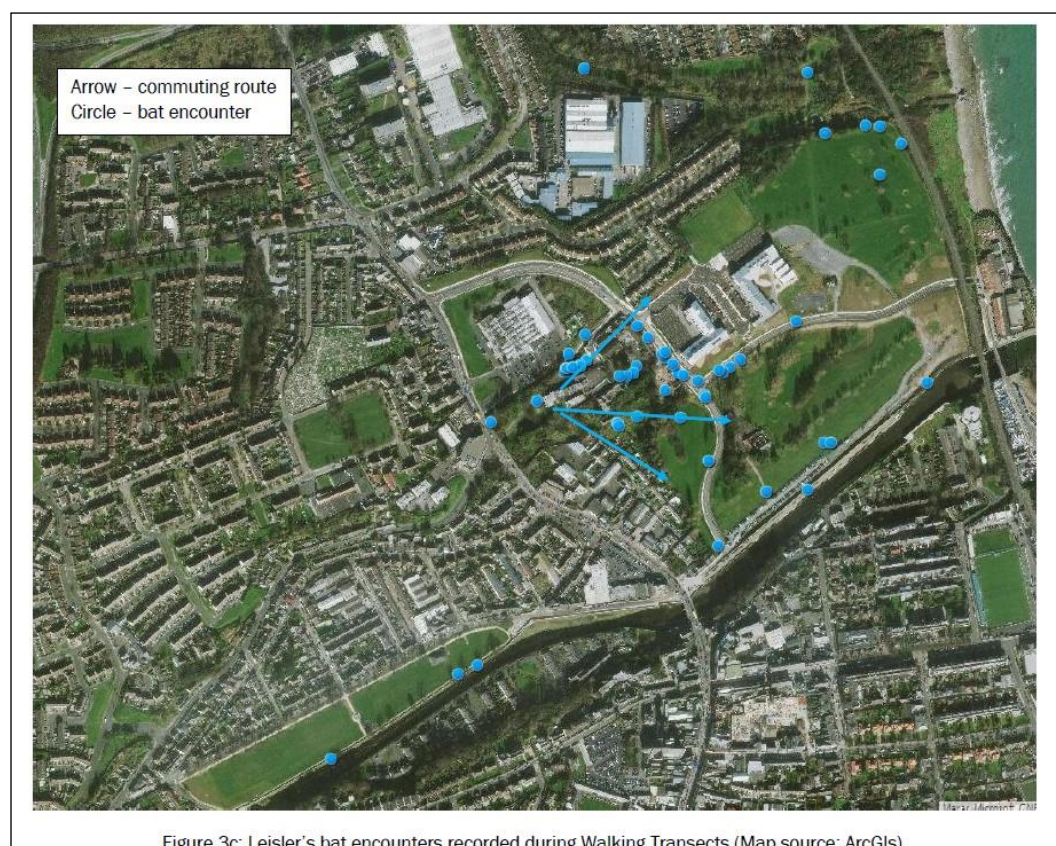 Arrow – commuting route
Circle – bat encounter
Figure 3c: Leisler's bat encounters recorded during Walking Transects (Map source: ArcGIs)